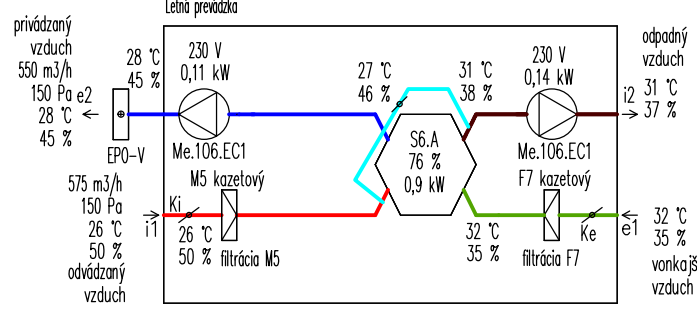 Letná prevádzka
privádzaný
vzduch
550 m3/h
150 Pa
e2
28 °C
45 %
28 °C
45 %
EPO-V
230 V
0,11 kW
Me.106.EC1
27 °C
46 %
31 °C
38 %
230 V
0,14 kW
Me.106.EC1
odpadný
vzduch
31 °C
i2
37 %
S6.A
76 %
0,9 kW
575 m3/h
150 Pa
26 °C
i1
50 %
odvádzaný
vzduch
Ki
M5 kazetový
26 °C
50 %
filtrácia M5
F7 kazetový
32 °C
35 %
filtrácia F7
Ke
e1
32 °C
35 %
vonkajš
vzduch